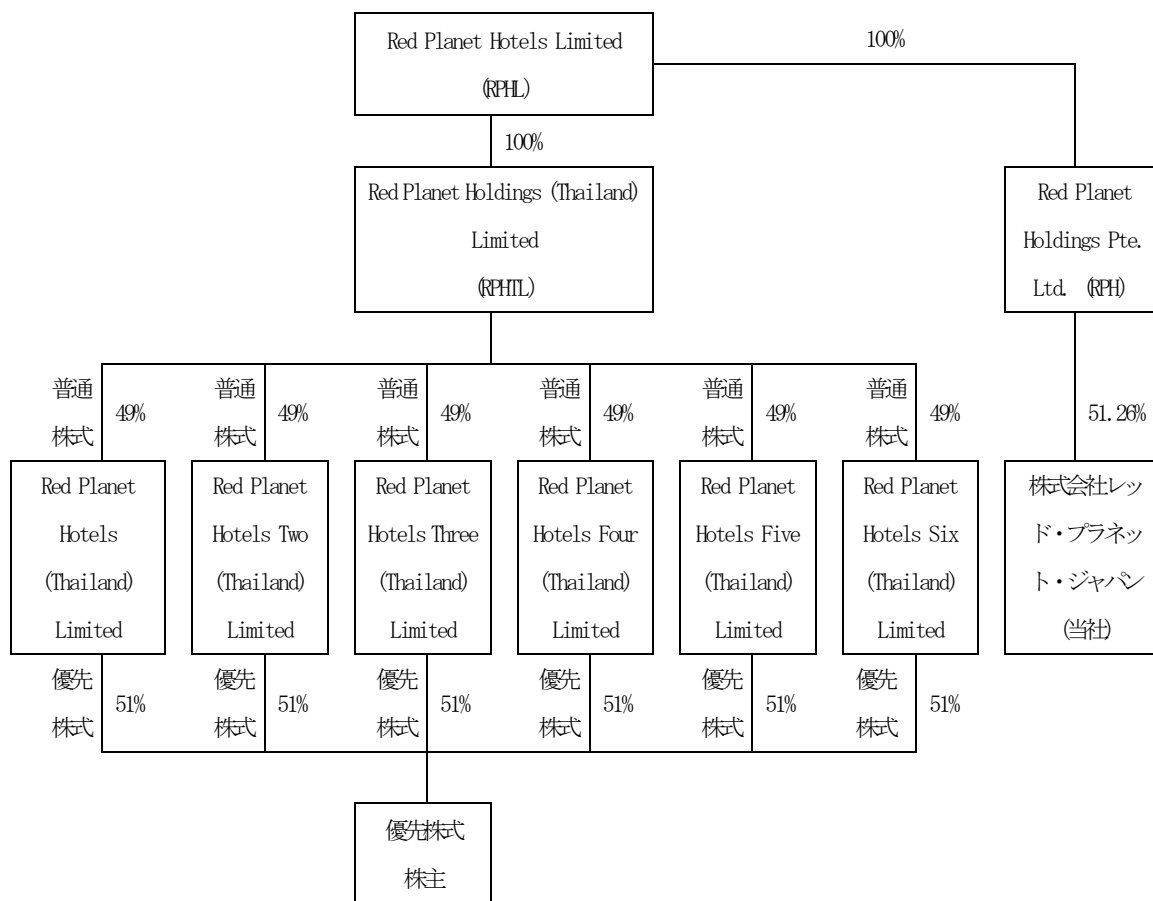 Red Planet Hotels Limited
(RPHL)
100%
100%
Red Planet Holdings (Thailand)
Limited
(RPHTL)
Red Planet
Holdings Pte.
Ltd. (RPH)
普通
株式
49%
普通
株式
49%
普通
株式
49%
普通
株式
49%
普通
株式
49%
普通
株式
49%
51.26%
Red Planet
Hotels
(Thailand)
Limited
Red Planet
Hotels Two
(Thailand)
Limited
Red Planet
Hotels Three
(Thailand)
Limited
Red Planet
Hotels Four
(Thailand)
Limited
Red Planet
Hotels Five
(Thailand)
Limited
Red Planet
Hotels Six
(Thailand)
Limited
株式会社レッ
ド・プラネッ
ト・ジャパン
(当社)
優先
株式
51%
優先
株式
51%
優先
株式
51%
優先
株式
51%
優先
株式
51%
優先
株式
51%
優先株式
株主